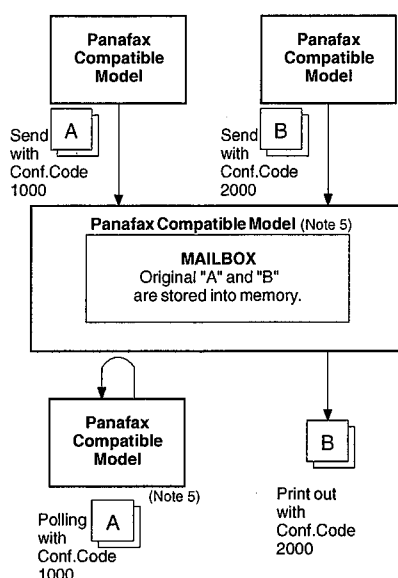 Panafax
Compatible
Model
Panafax
Compatible
Model
Send
with
Conf.Code
1000
A
Send
with
Conf.Code
2000
B
Panafax Compatible Model (Note 5)
MAILBOX
Original "A" and "B"
are stored into memory.
Panafax
Compatible
Model
(Note 5)
Polling
with
Conf.Code
1000
A
B
Print out
with
Conf.Code
2000